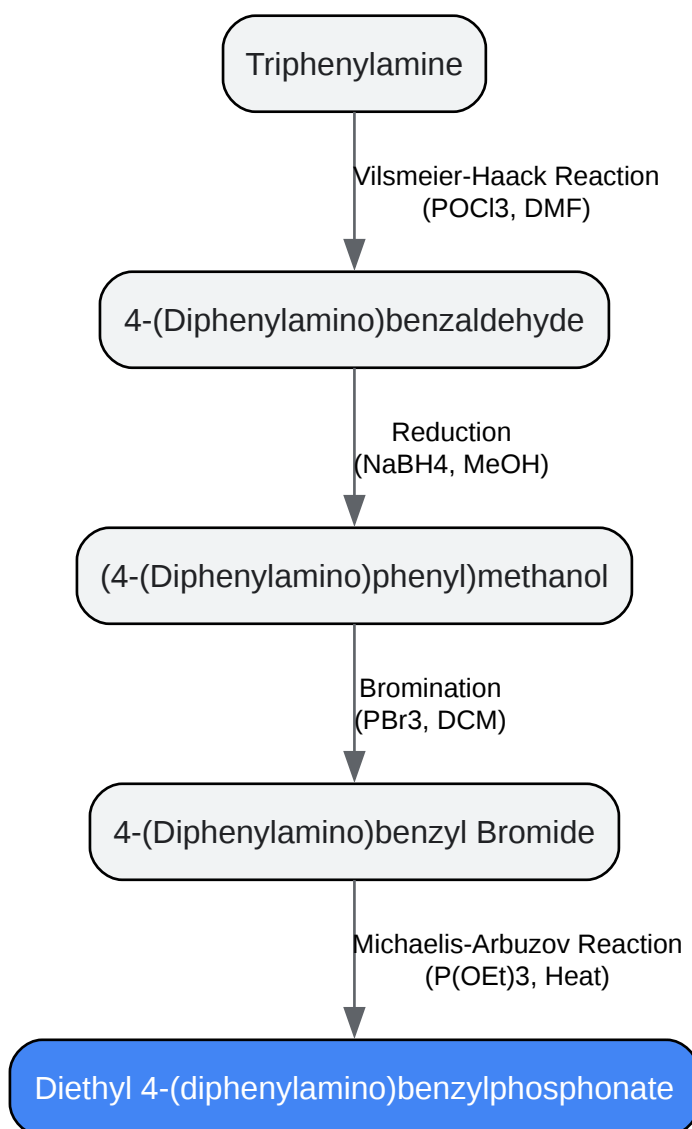 Triphenylamine
Vilsmeier-Haack Reaction
(POCl3, DMF)
4-(Diphenylamino)benzaldehyde
Reduction
(NaBH4, MeOH)
(4-(Diphenylamino)phenyl)methanol
Bromination
(PBr3, DCM)
4-(Diphenylamino)benzyl Bromide
Michaelis-Arbuzov Reaction
(P(OEt)3, Heat)
Diethyl 4-(diphenylamino)benzylphosphonate